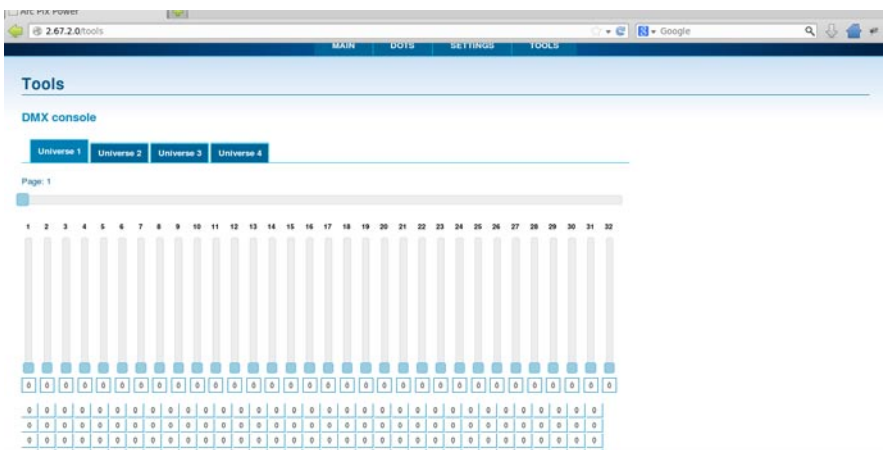 Arc Pix Power
2.67.2.0/tools
Google
MAIN DOTS SETTINGS TOOLS
Tools
DMX console
Universe 1 Universe 2 Universe 3 Universe 4
Page: 1
1 2 3 4 5 6 7 8 9 10 11 12 13 14 15 16 17 18 19 20 21 22 23 24 25 26 27 28 29 30 31 32
0 0 0 0 0 0 0 0 0 0 0 0 0 0 0 0 0 0 0 0 0 0 0 0 0 0 0 0 0 0 0 0
0 0 0 0 0 0 0 0 0 0 0 0 0 0 0 0 0 0 0 0 0 0 0 0 0 0 0 0 0 0 0
0 0 0 0 0 0 0 0 0 0 0 0 0 0 0 0 0 0 0 0 0 0 0 0 0 0 0 0 0 0 0
0 0 0 0 0 0 0 0 0 0 0 0 0 0 0 0 0 0 0 0 0 0 0 0 0 0 0 0 0 0 0